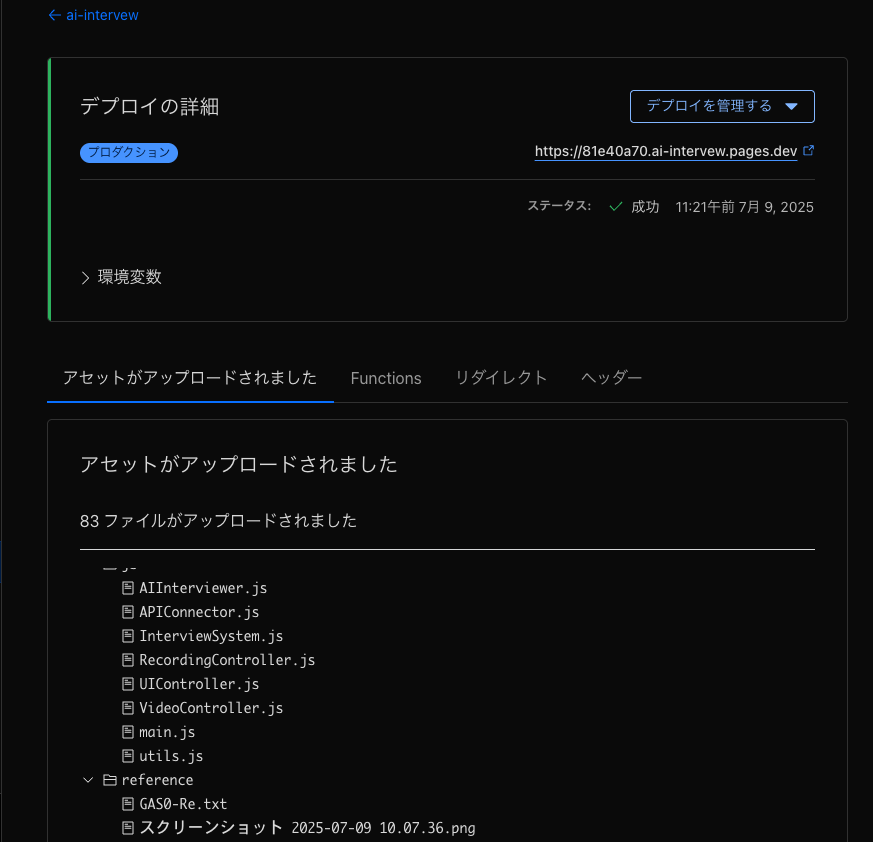 ← ai-intervew
デプロイの詳細
デプロイを管理する
プロダクション
https://81e40a70.ai-intervew.pages.dev
ステータス: 成功 11:21午前 7月 9, 2025
環境変数
アセットがアップロードされました Functions リダイレクト ヘッダー
アセットがアップロードされました
83 ファイルがアップロードされました
AIInterviewer.js
APIConnector.js
InterviewSystem.js
RecordingController.js
UIController.js
VideoController.js
main.js
utils.js
reference
GAS0-Re.txt
スクリーンショット 2025-07-09 10.07.36.png